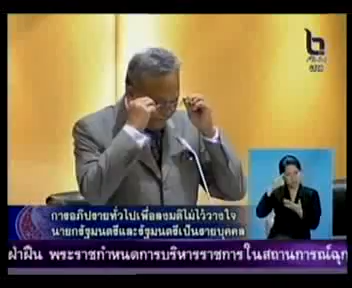 การอภิปรายทั่วไปเพื่อลงมติไม่ไว้วางใจ
นายกรัฐมนตรีและรัฐมนตรีเป็นรายบุคคล
ฝ่าฝืน พระราชกำหนดการบริหารราชการในสถานการณ์ฉุก